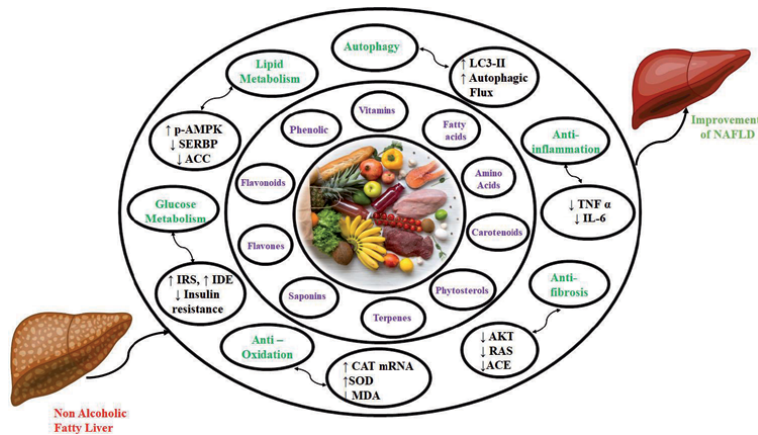 Autophagy
↑ LC3-II
↑ Autophagic
Flux
Lipid
Metabolism
↑ p-AMPK
↓ SERBP
↓ ACC
Glucose
Metabolism
↑ IRS, ↑ IDE
↓ Insulin
resistance
Anti –
Oxidation
↑ CAT mRNA
↑SOD
↓ MDA
Anti-
fibrosis
↓ AKT
↓ RAS
↓ACE
Anti-
inflammation
↓ TNF α
↓ IL-6
Vitamins
Fatty
acids
Amino
Acids
Carotenoids
Phytosterols
Terpenes
Saponins
Flavones
Flavonoids
Phenolic
Improvement
of NAFLD
Non Alcoholic
Fatty Liver